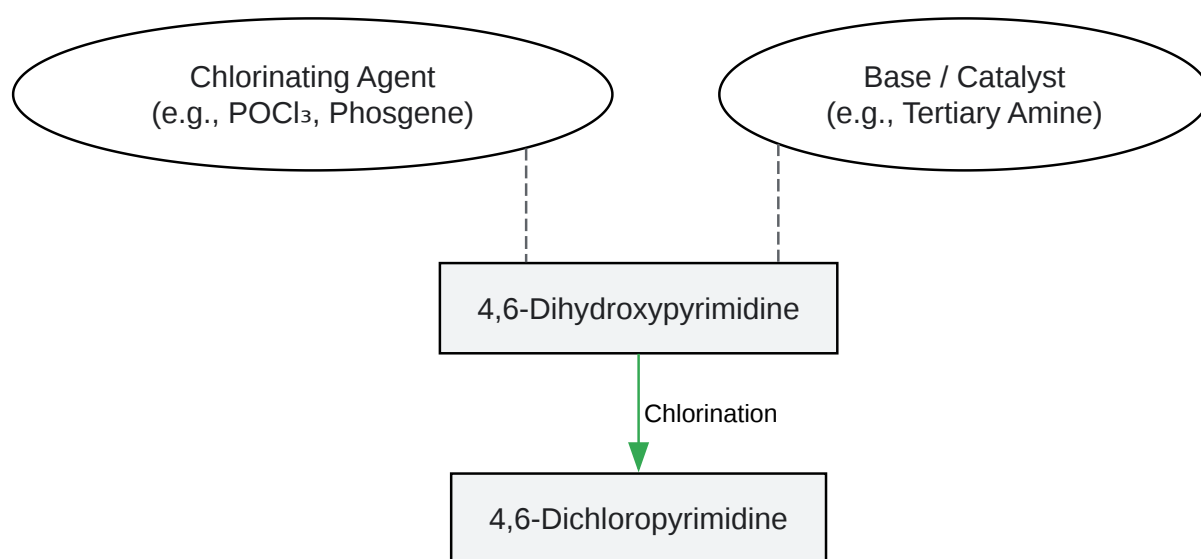 Chlorinating Agent
(e.g., POCl₃, Phosgene)
Base / Catalyst
(e.g., Tertiary Amine)
4,6-Dihydroxypyrimidine
Chlorination
4,6-Dichloropyrimidine